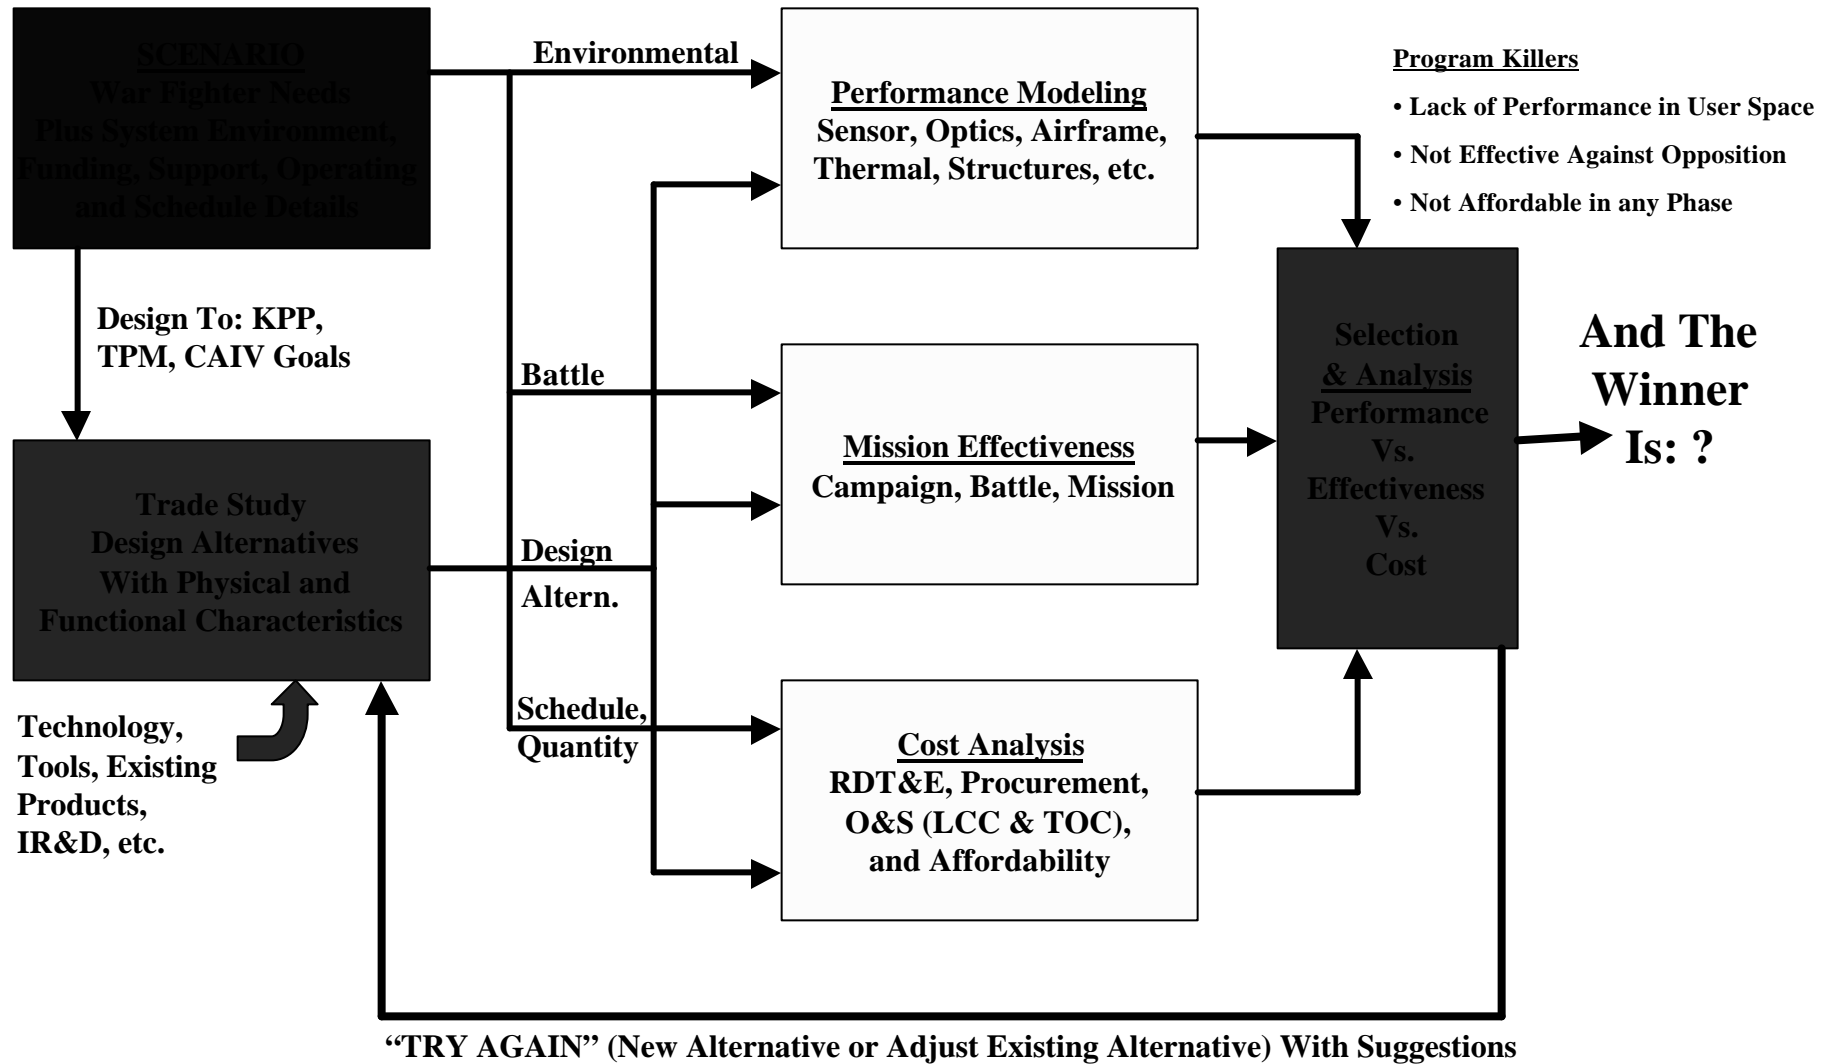 SCENARIO
War Fighter Needs
Plus System Environment,
Funding, Support, Operating
and Schedule Details
Environmental
Performance Modeling
Sensor, Optics, Airframe,
Thermal, Structures, etc.
Program Killers
• Lack of Performance in User Space
• Not Effective Against Opposition
• Not Affordable in any Phase
Design To: KPP,
TPM, CAIV Goals
Battle
Mission Effectiveness
Campaign, Battle, Mission
Selection
& Analysis
Performance
Vs.
Effectiveness
Vs.
Cost
And The
Winner
Is: ?
Trade Study
Design Alternatives
With Physical and
Functional Characteristics
Design
Altern.
Technology,
Tools, Existing
Products,
IR&D, etc.
Schedule,
Quantity
Cost Analysis
RDT&E, Procurement,
O&S (LCC & TOC),
and Affordability
“TRY AGAIN” (New Alternative or Adjust Existing Alternative) With Suggestions